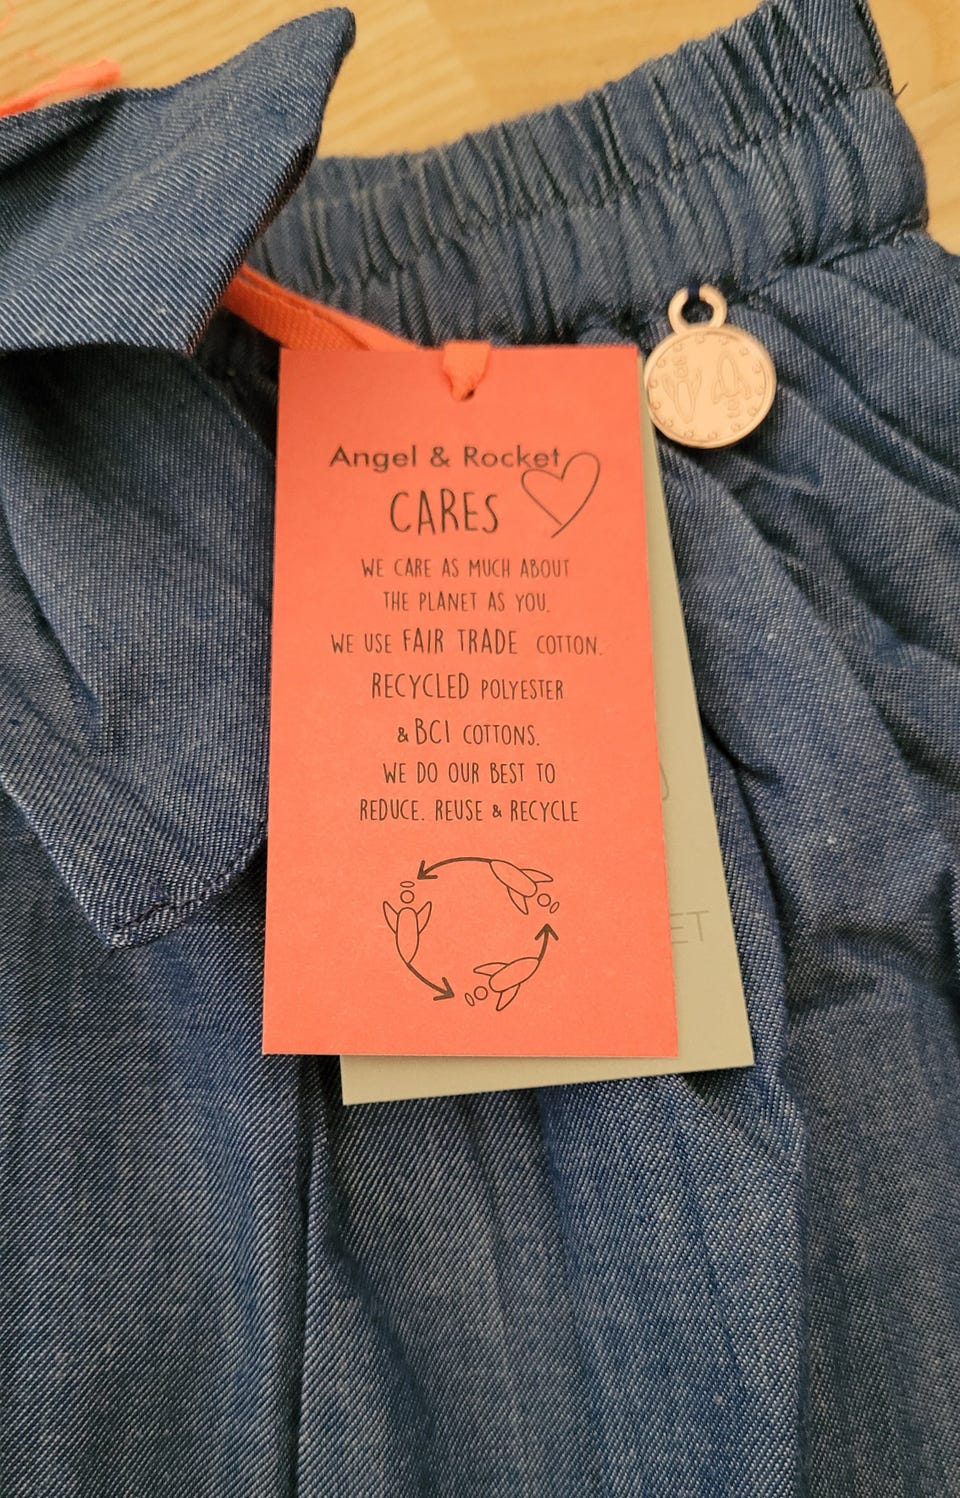 Angel & Rocket
CARES
WE CARE AS MUCH ABOUT
THE PLANET AS YOU.
WE USE FAIR TRADE COTTON.
RECYCLED POLYESTER
& BCI COTTONS.
WE DO OUR BEST TO
REDUCE. REUSE & RECYCLE
ET